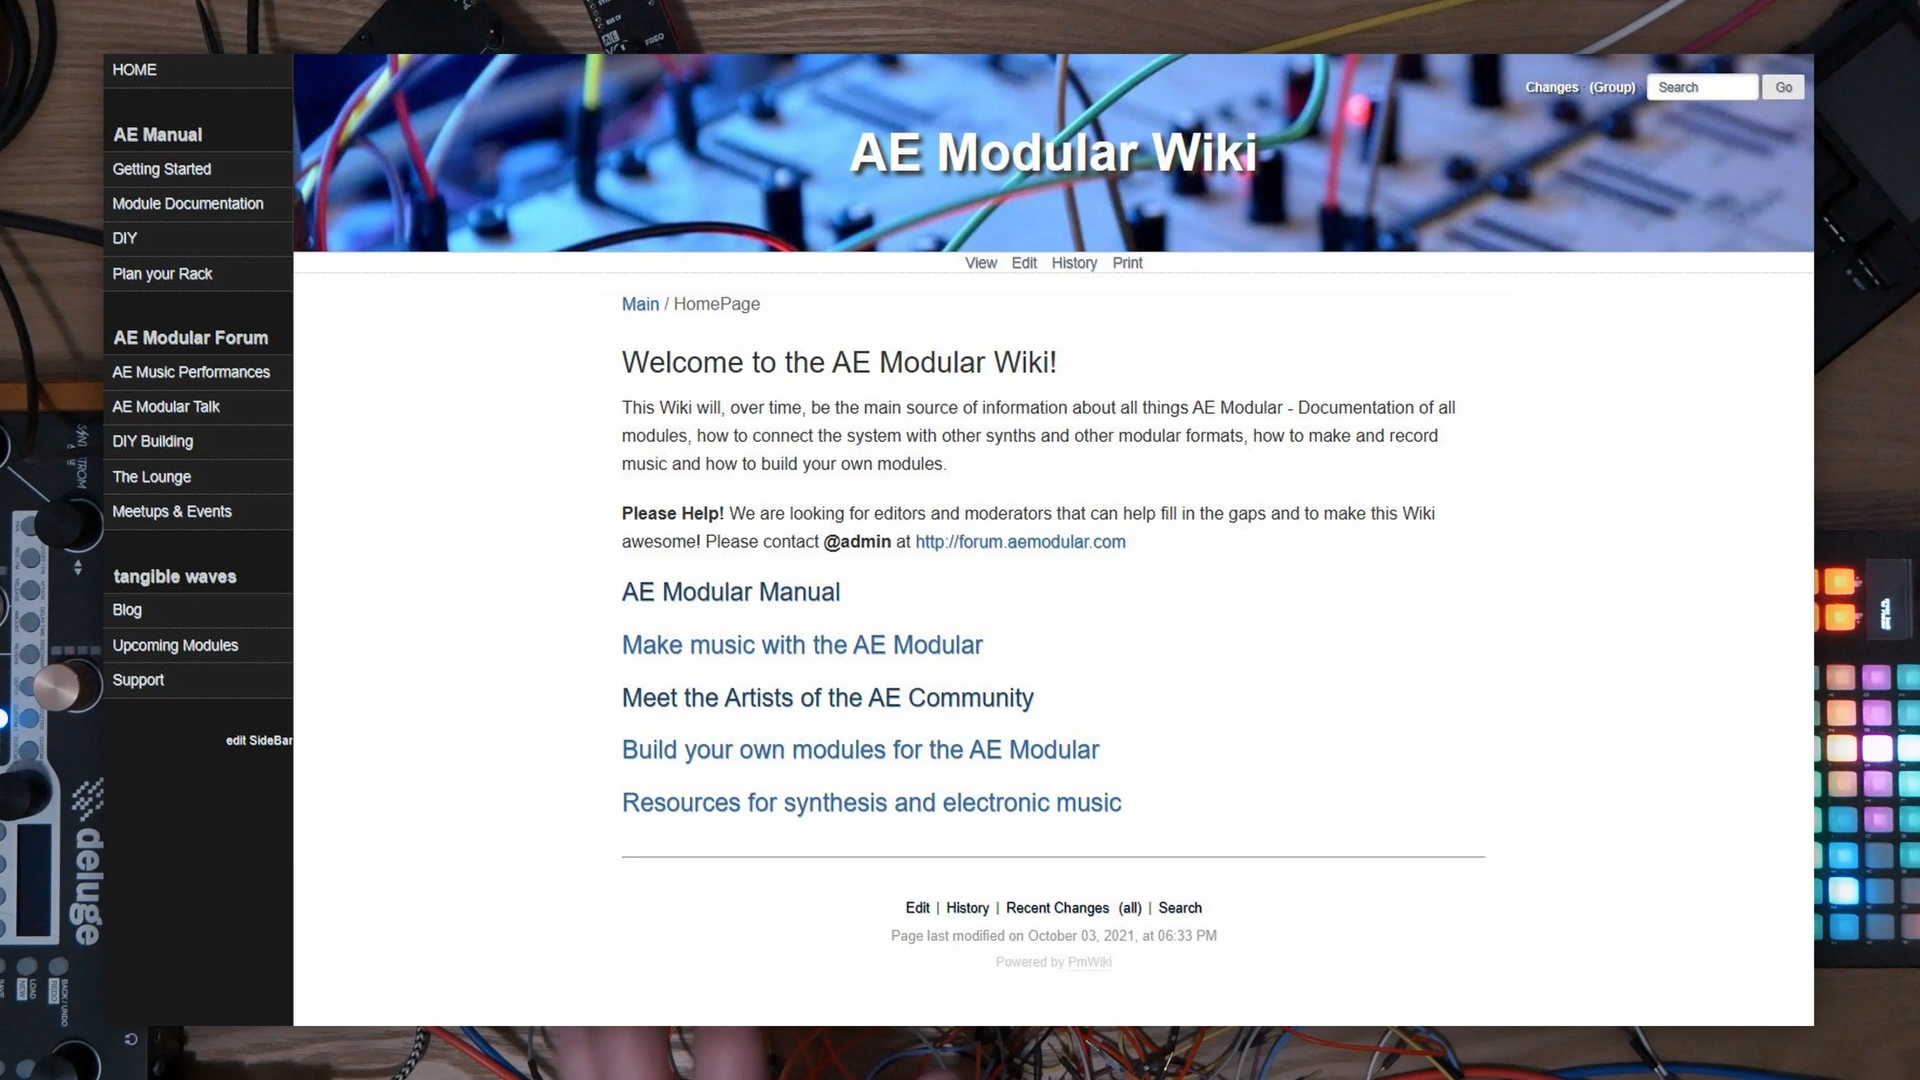 HOME
AE Manual
Getting Started
Module Documentation
DIY
Plan your Rack
AE Modular Forum
AE Music Performances
AE Modular Talk
DIY Building
The Lounge
Meetups & Events
tangible waves
Blog
Upcoming Modules
Support
edit SideBar
Changes (Group) Search Go
AE Modular Wiki
View Edit History Print
Main / HomePage
Welcome to the AE Modular Wiki!
This Wiki will, over time, be the main source of information about all things AE Modular - Documentation of all
modules, how to connect the system with other synths and other modular formats, how to make and record
music and how to build your own modules.
Please Help! We are looking for editors and moderators that can help fill in the gaps and to make this Wiki
awesome! Please contact @admin at http://forum.aemodular.com
AE Modular Manual
Make music with the AE Modular
Meet the Artists of the AE Community
Build your own modules for the AE Modular
Resources for synthesis and electronic music
Edit | History | Recent Changes (all) | Search
Page last modified on October 03, 2021, at 06:33 PM
Powered by PmWiki
deluge
LOAD
NEW
BACK / UNDO
REDO
SAVE
FREQ